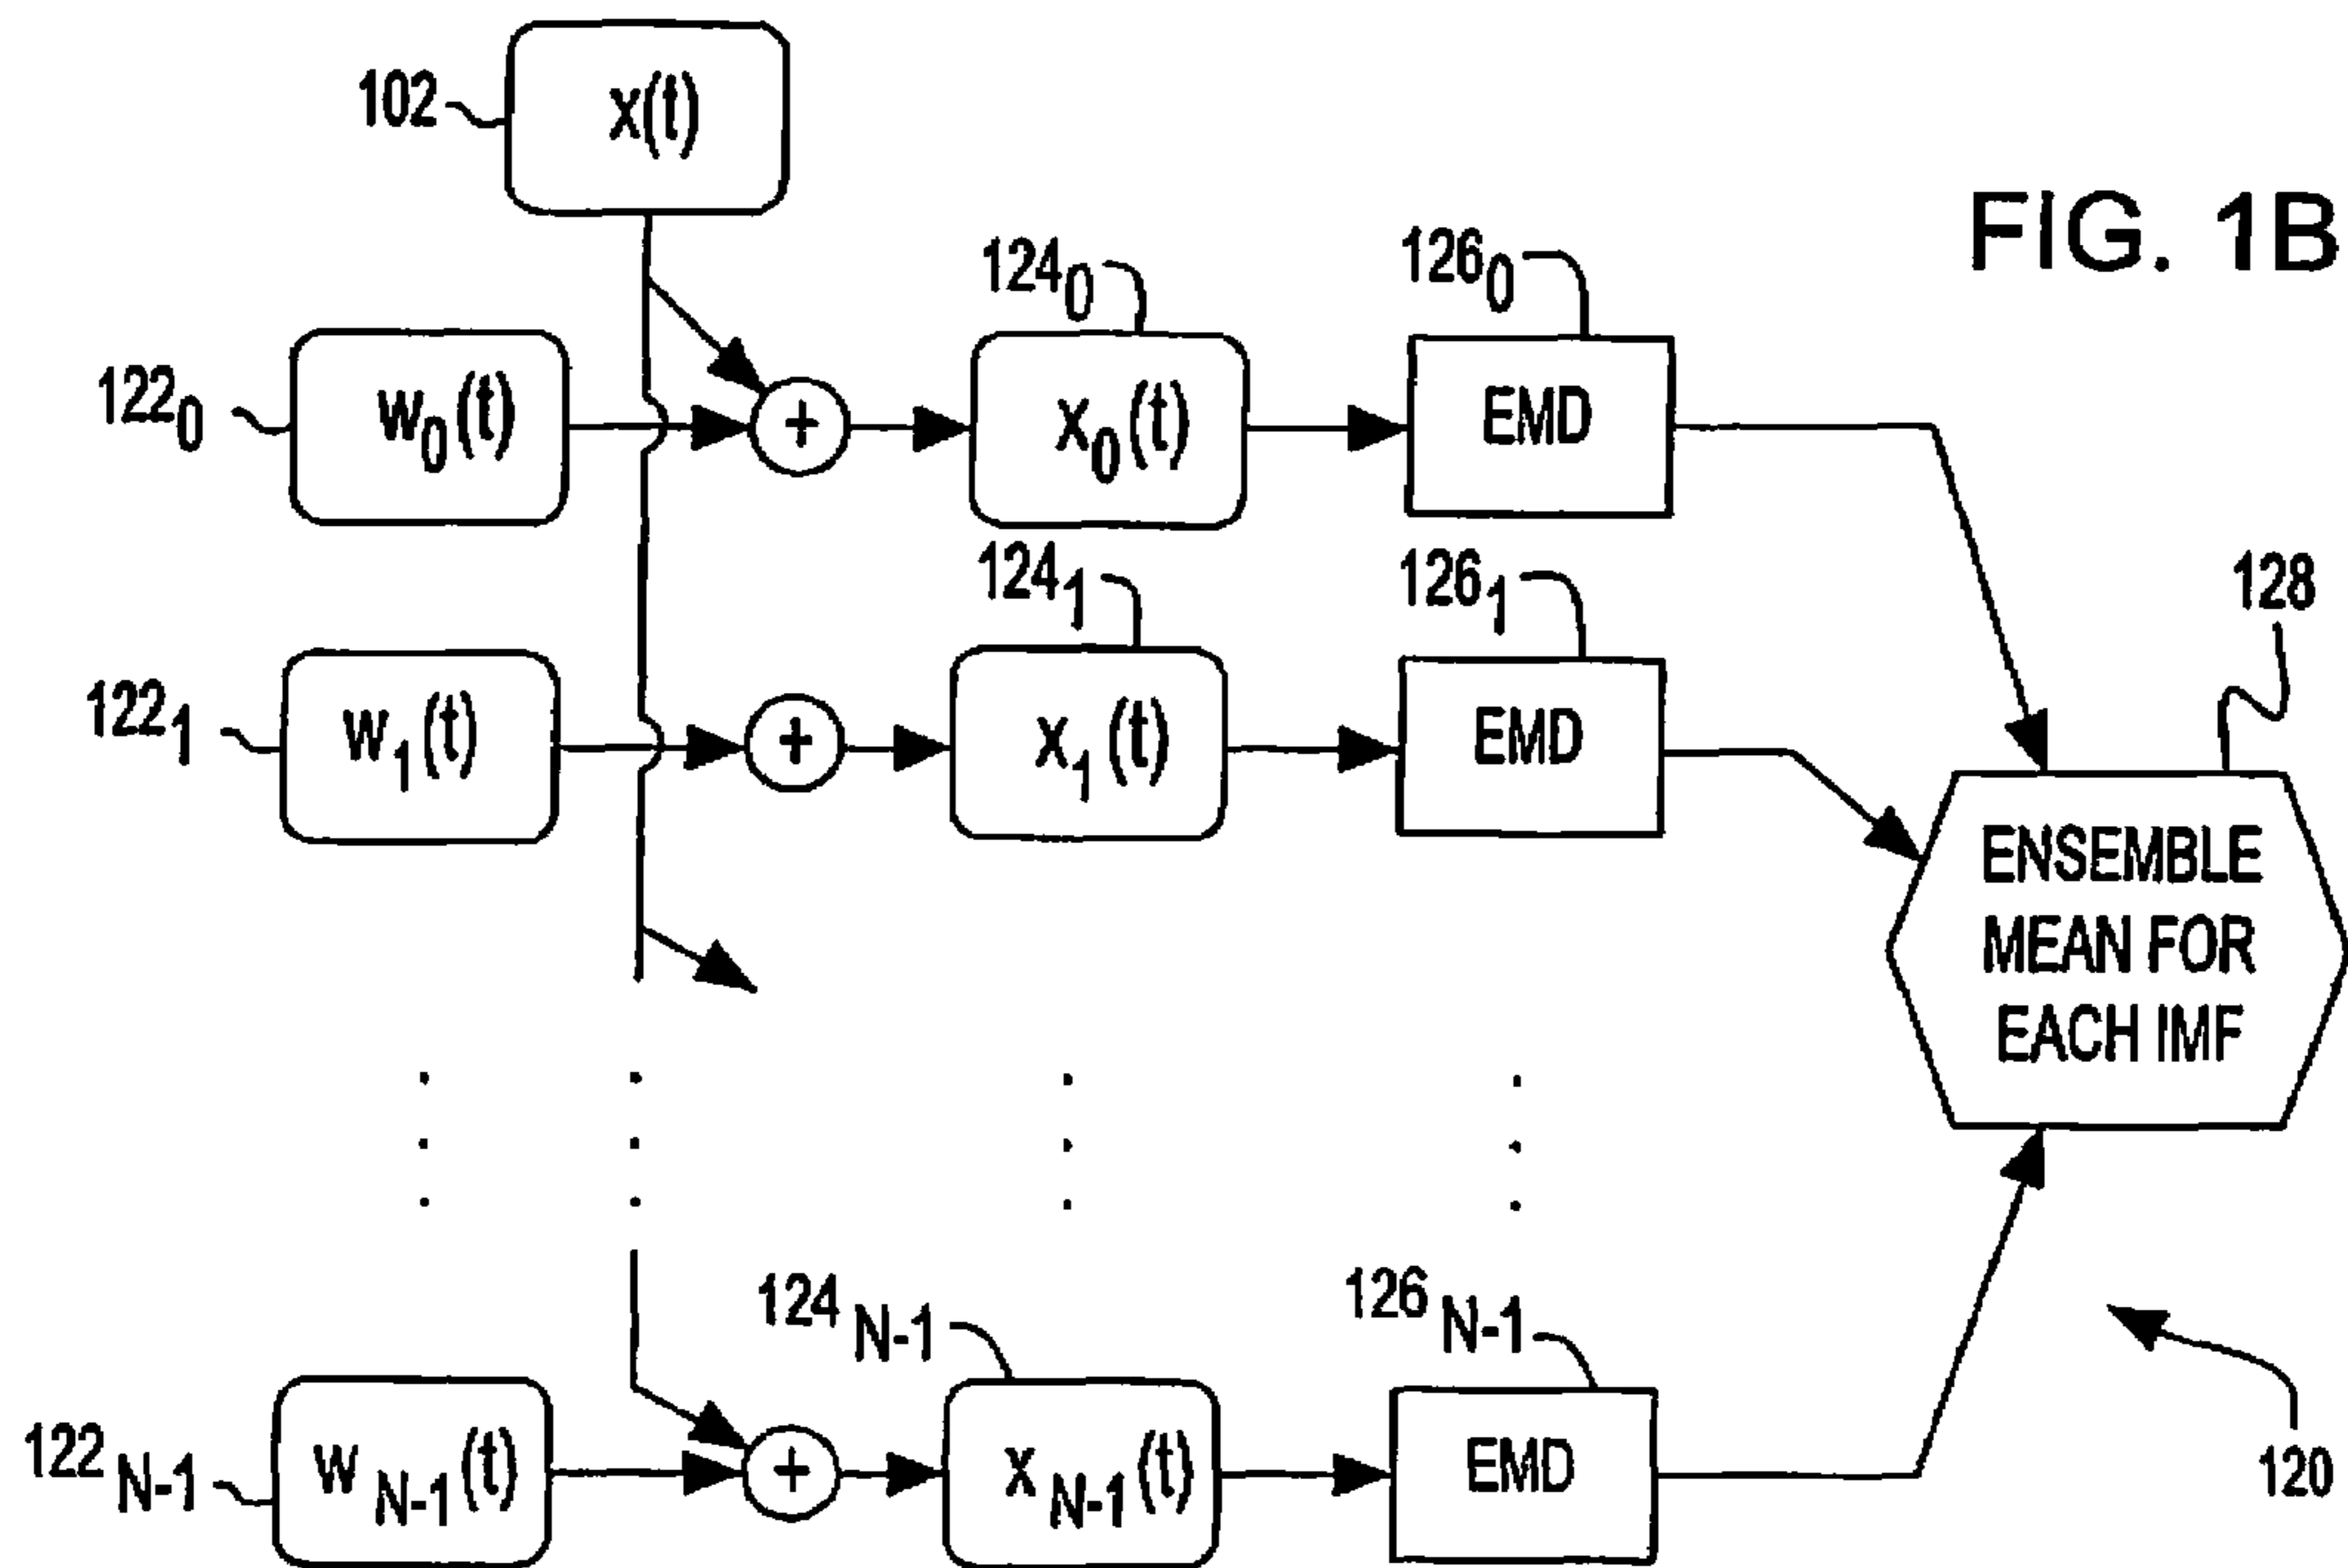 102 x(t)
FIG. 1B
124₀ 126₀
122₀ w₀(t) + x₀(t) EMD
124₁ 126₁ 128
122₁ w₁(t) + x₁(t) EMD
ENSEMBLE
MEAN FOR
EACH IMF
124 N-1 126 N-1
122 N-1 w N-1(t) + x N-1(t) EMD
120